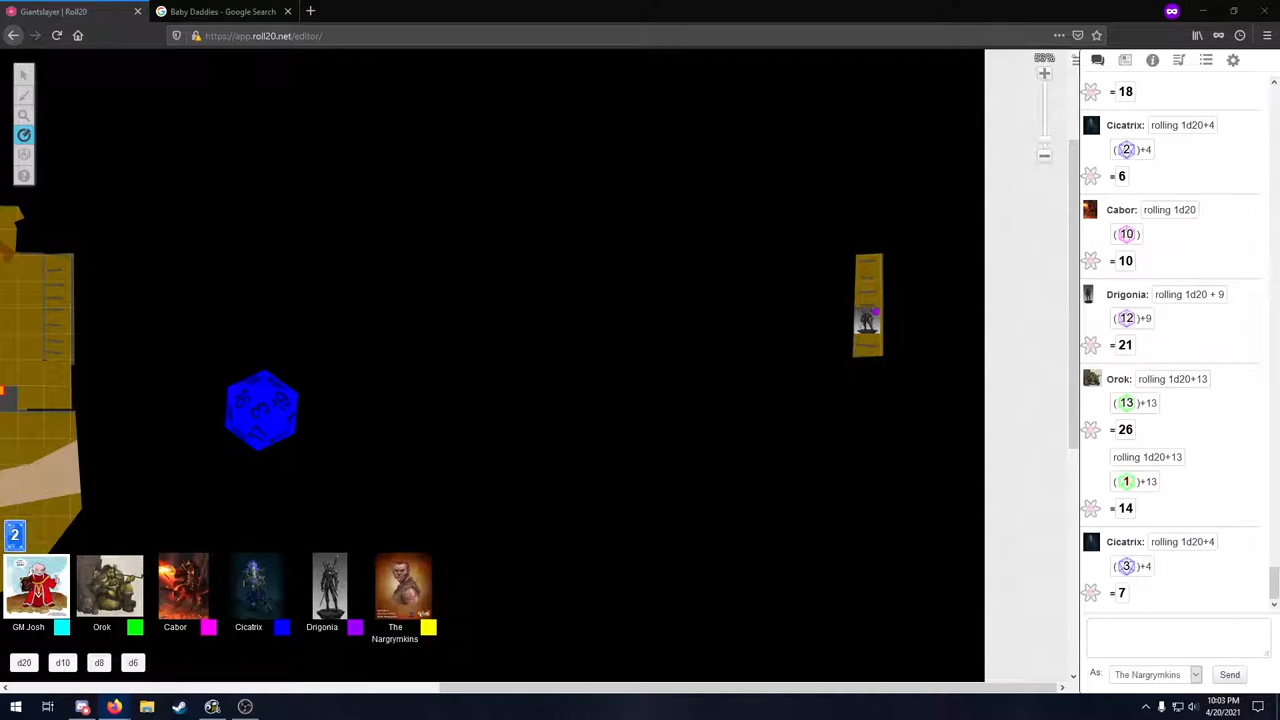 Giantslayer | Roll20
Baby Daddies - Google Search
https://app.roll20.net/editor/
= 18
Cicatrix: rolling 1d20+4
(2)+4
= 6
Cabor: rolling 1d20
(10)
= 10
Drigonia: rolling 1d20 + 9
(12)+9
= 21
Orok: rolling 1d20+13
(13)+13
= 26
rolling 1d20+13
(1)+13
= 14
Cicatrix: rolling 1d20+4
(3)+4
= 7
3
2
GM Josh
Orok
Cabor
Cicatrix
Drigonia
The
Nargrymkins
d20
d10
d8
d6
As: The Nargrymkins
Send
10:03 PM
4/20/2021